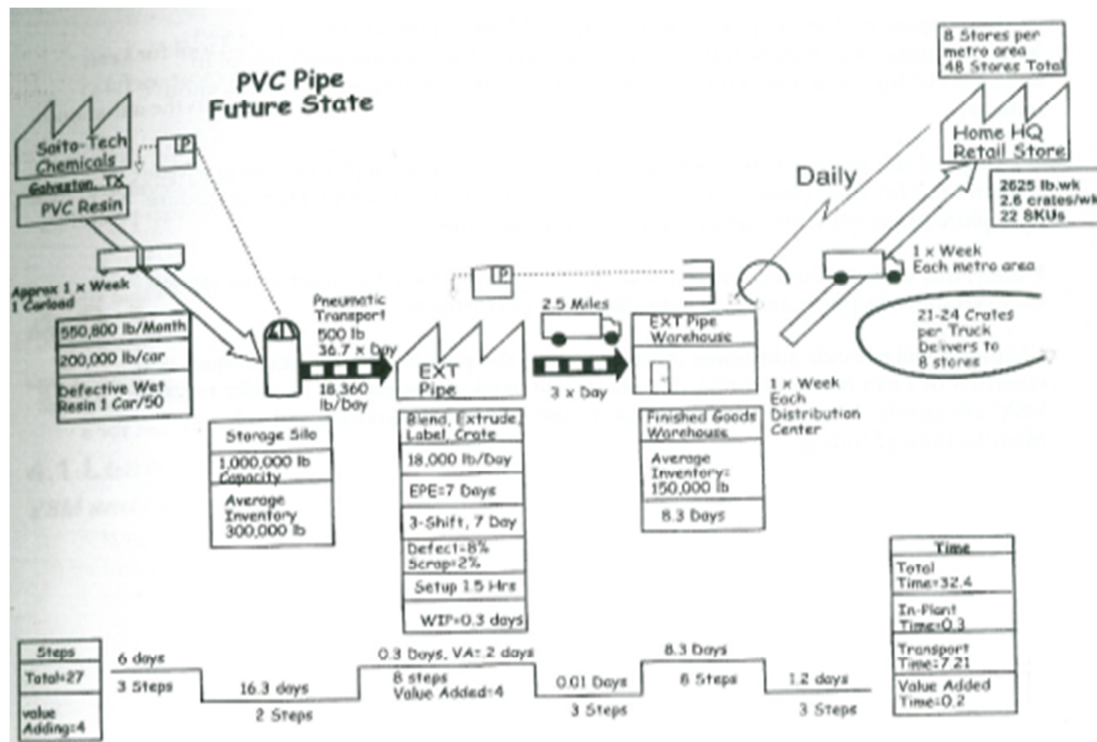 8 Stores per
metro area
48 Stores Total
PVC Pipe
Future State
Saito-Tech
Chemicals
Galveston, TX
PVC Resin
LP
Home HQ
Retail Store
Daily
2625 lb.wk
2.6 crates/wk
22 SKUs
Approx 1 x Week
1 Carload
550,800 lb/Month
200,000 lb/car
Defective Wet
Resin 1 Car/50
Pneumatic
Transport
500 lb
36.7 x Day
18,360
lb/Day
LP
2.5 Miles
3 x Day
EXT
Pipe
EXT Pipe
Warehouse
1 x Week
Each metro area
21-24 Crates
per Truck
Delivers to
8 stores
1 x Week
Each
Distribution
Center
Storage Silo
1,000,000 lb
Capacity
Average
Inventory
300,000 lb
Blend, Extrude,
Label, Crate
18,000 lb/Day
EPE=7 Days
3-Shift, 7 Day
Defect=8%
Scrap=2%
Setup 1.5 Hrs
WIP=0.3 days
Finished Goods
Warehouse
Average
Inventory=
150,000 lb
8.3 Days
Steps
Total=27
value
Adding=4
6 days
3 Steps
16.3 days
2 Steps
0.3 Days, VA=.2 days
8 steps
Value Added=4
0.01 Days
3 Steps
8.3 Days
8 Steps
1.2 days
3 Steps
Time
Total
Time=32.4
In-Plant
Time=0.3
Transport
Time=7.21
Value Added
Time=0.2